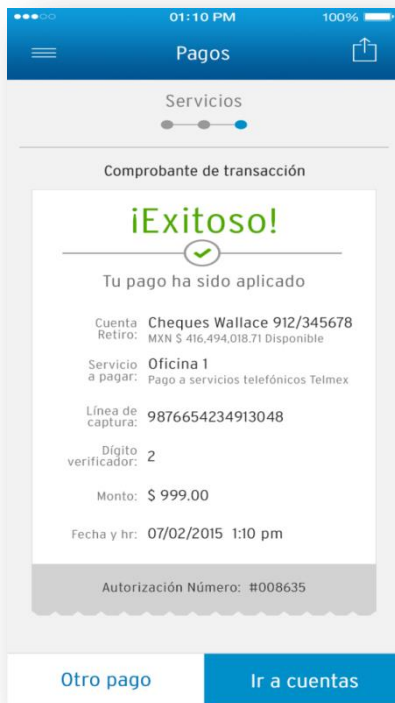 01:10 PM
100%
Pagos
Servicios
Comprobante de transacción
¡Exitoso!
Tu pago ha sido aplicado
Cuenta Retiro: Cheques Wallace 912/345678
MXN $ 416,494,018.71 Disponible
Servicio a pagar: Oficina 1
Pago a servicios telefónicos Telmex
Línea de captura: 9876654234913048
Dígito verificador: 2
Monto: $ 999.00
Fecha y hr: 07/02/2015 1:10 pm
Autorización Número: #008635
Otro pago
Ir a cuentas